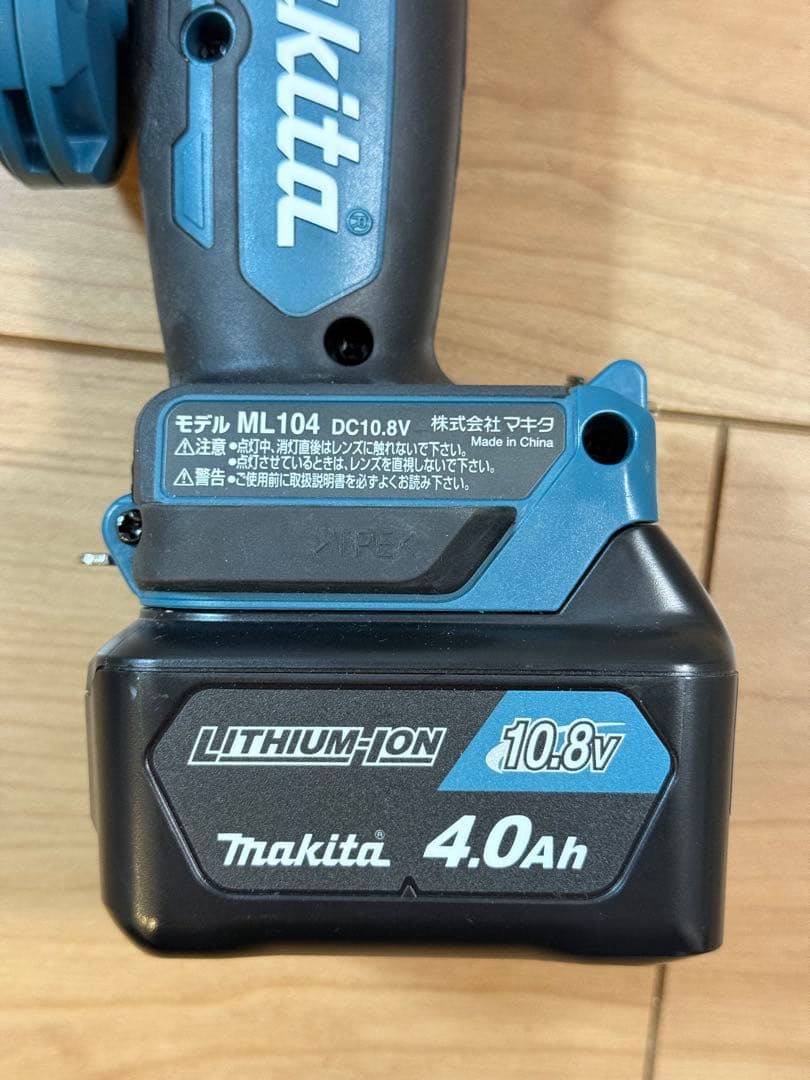 kita®
モデル ML104 DC10.8V 株式会社マキタ
Made in China
⚠注意 •点灯中、消灯直後はレンズに触れないで下さい。
•点灯させているときは、レンズを直視しないで下さい。
⚠警告 •ご使用前に取扱説明書を必ずよくお読み下さい。
>TPE<
LITHIUM-ION 10.8V
makita® 4.0Ah